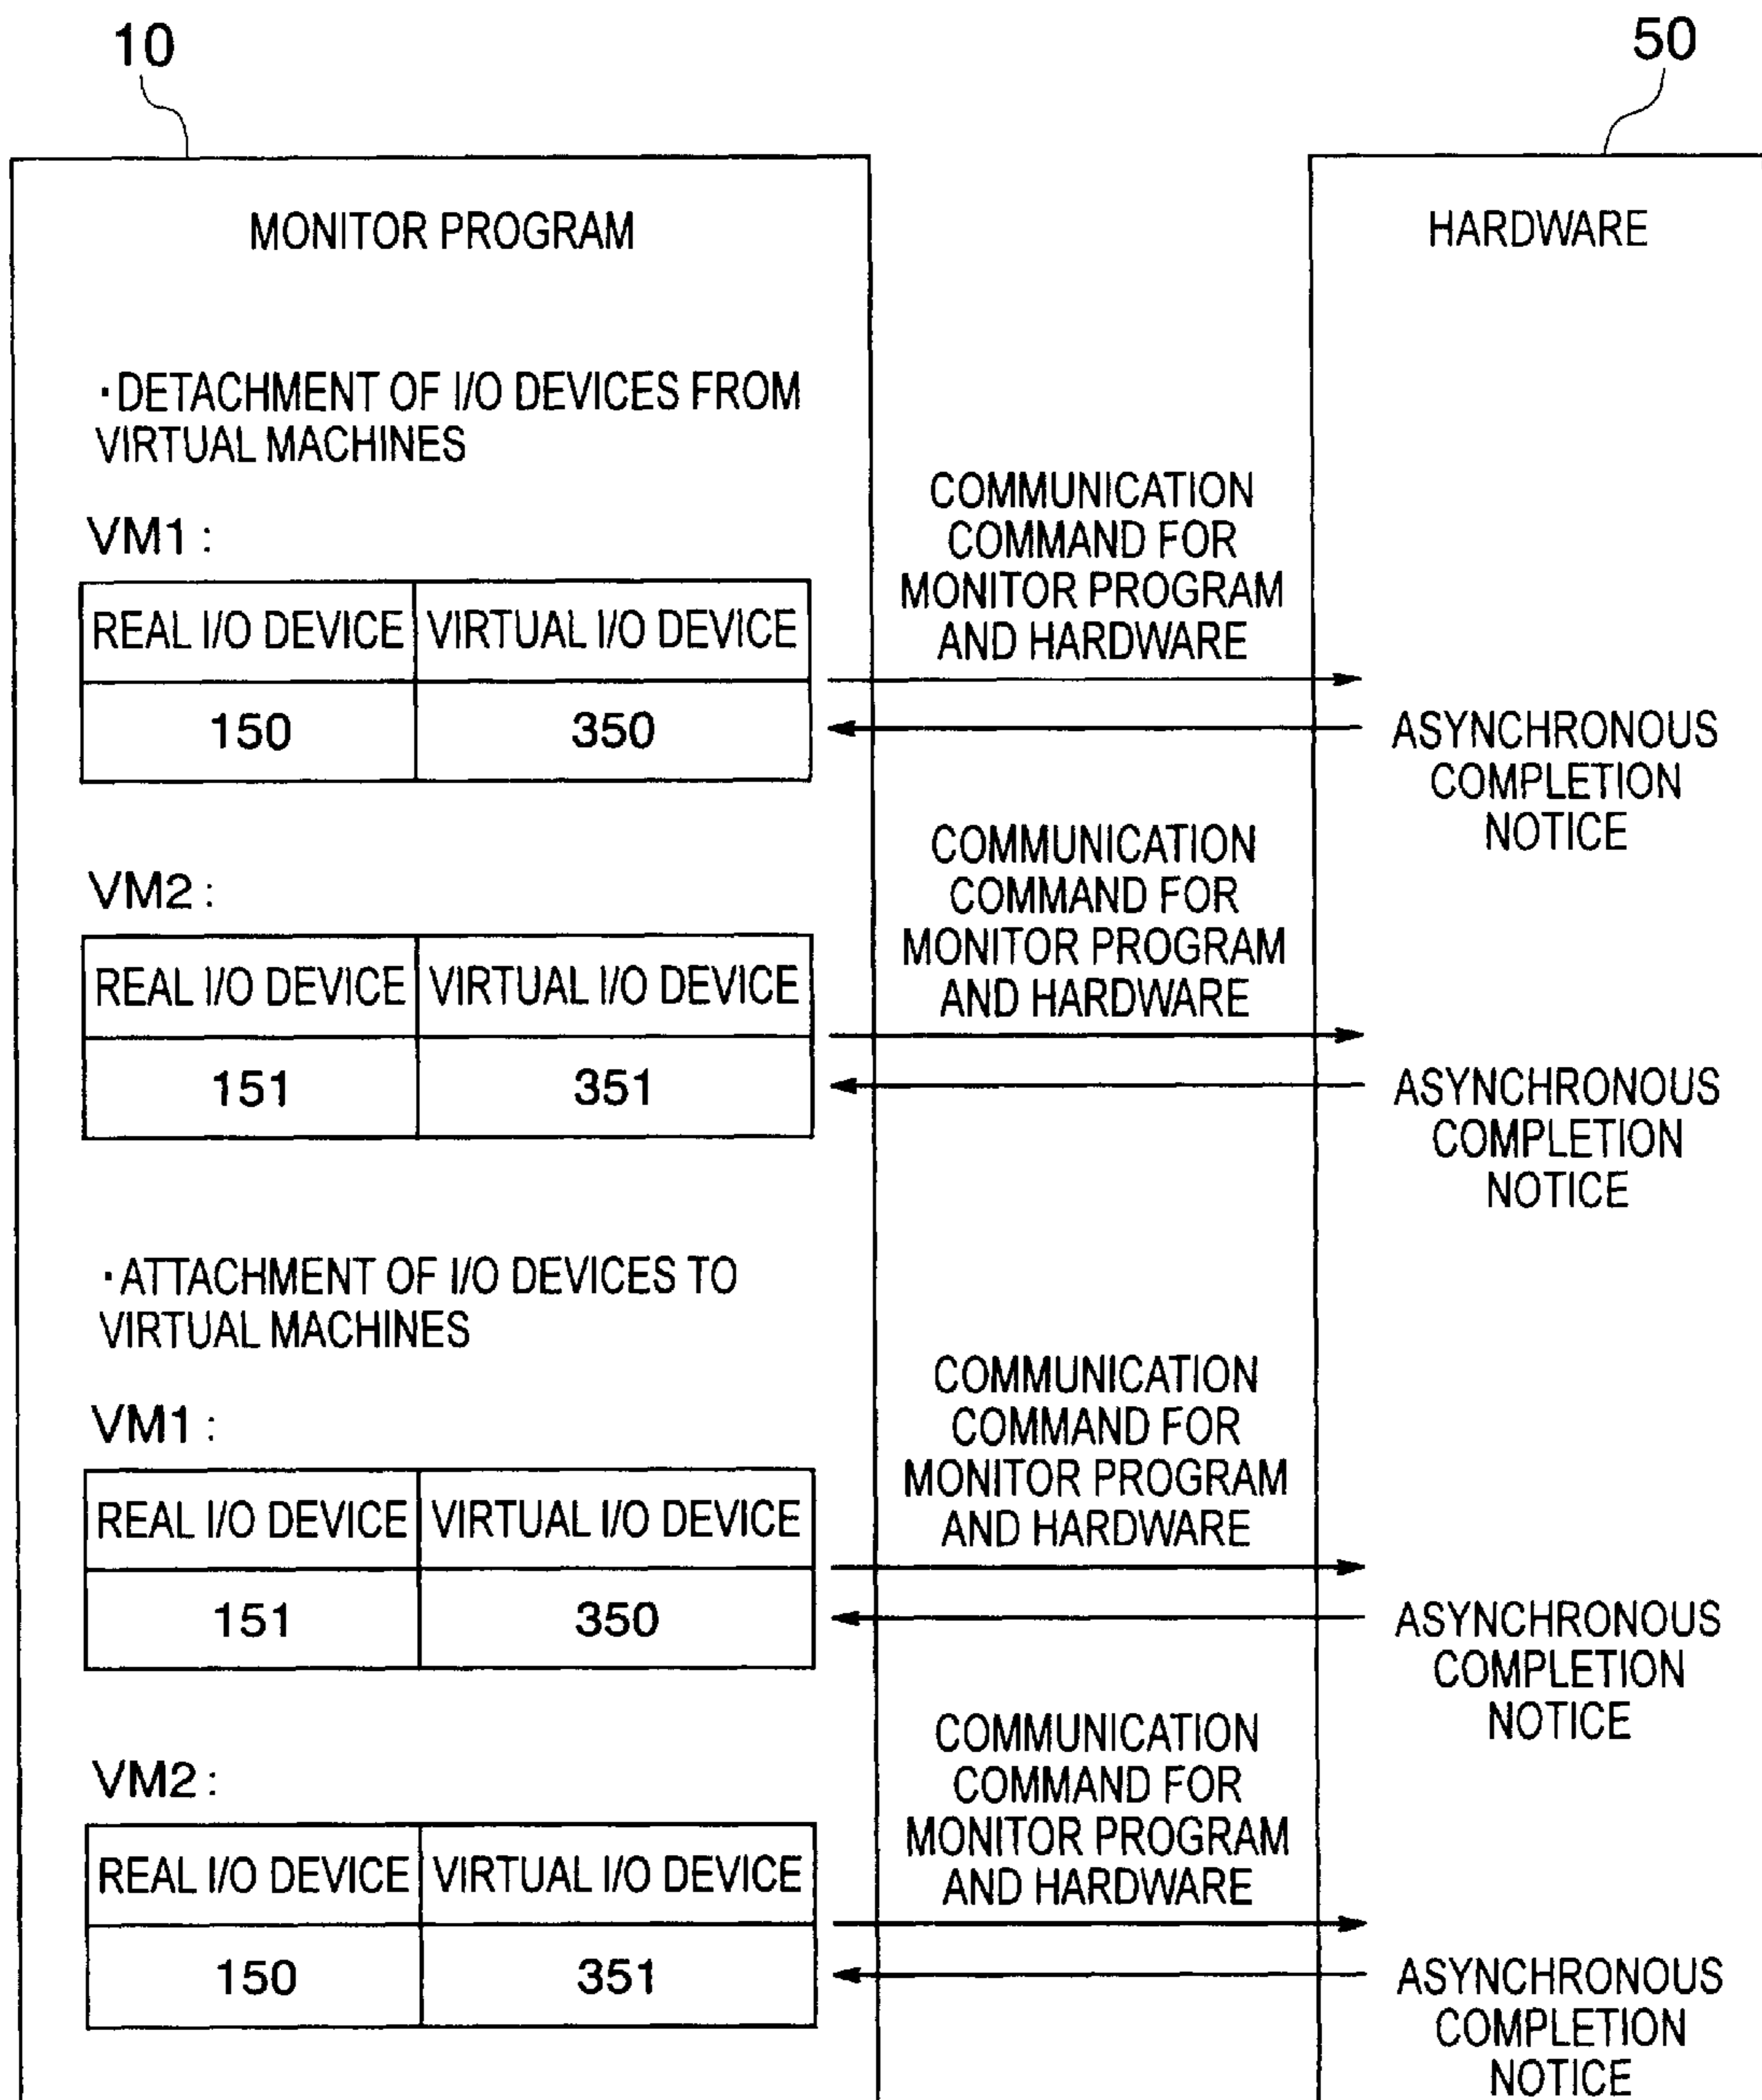 10
50
MONITOR PROGRAM
HARDWARE
·DETACHMENT OF I/O DEVICES FROM
VIRTUAL MACHINES
VM1 :
REAL I/O DEVICE VIRTUAL I/O DEVICE
150 350
COMMUNICATION
COMMAND FOR
MONITOR PROGRAM
AND HARDWARE
ASYNCHRONOUS
COMPLETION
NOTICE
VM2 :
REAL I/O DEVICE VIRTUAL I/O DEVICE
151 351
COMMUNICATION
COMMAND FOR
MONITOR PROGRAM
AND HARDWARE
ASYNCHRONOUS
COMPLETION
NOTICE
·ATTACHMENT OF I/O DEVICES TO
VIRTUAL MACHINES
VM1 :
REAL I/O DEVICE VIRTUAL I/O DEVICE
151 350
COMMUNICATION
COMMAND FOR
MONITOR PROGRAM
AND HARDWARE
ASYNCHRONOUS
COMPLETION
NOTICE
VM2 :
REAL I/O DEVICE VIRTUAL I/O DEVICE
150 351
COMMUNICATION
COMMAND FOR
MONITOR PROGRAM
AND HARDWARE
ASYNCHRONOUS
COMPLETION
NOTICE